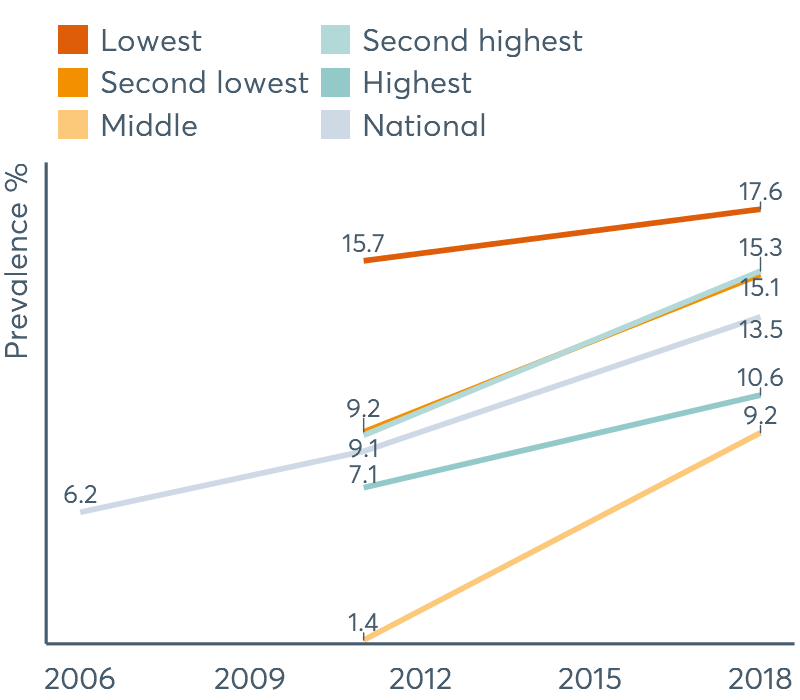 Lowest
Second lowest
Middle
Second highest
Highest
National
Prevalence %
17.6
15.7
15.3
15.1
13.5
10.6
9.2
9.2
9.1
7.1
6.2
1.4
2006 2009 2012 2015 2018